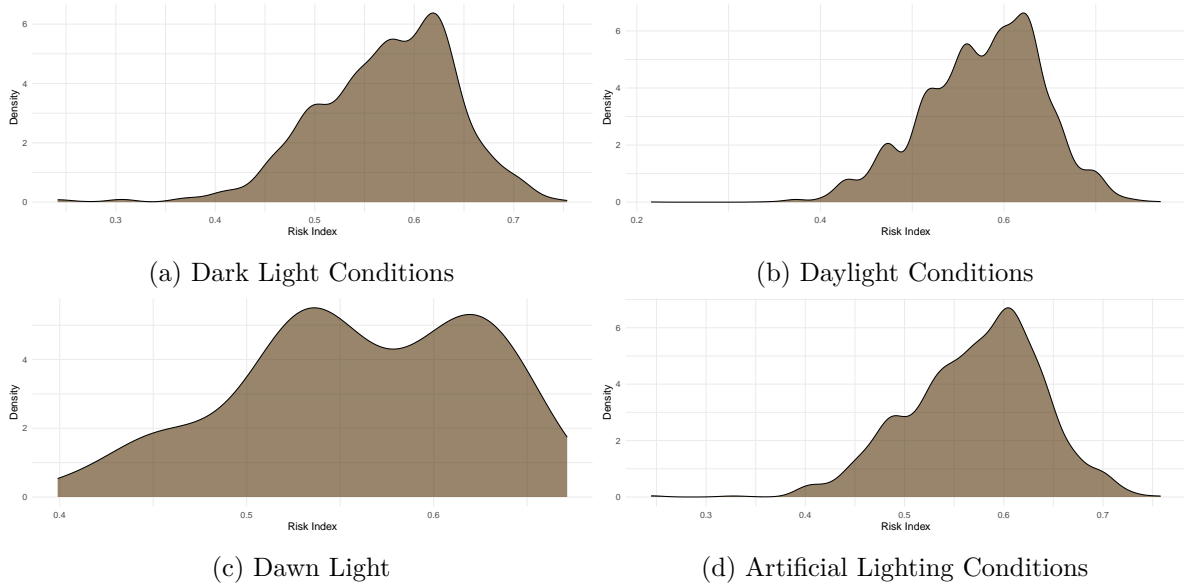 6
4
2
0
Density
0.3
0.4
0.5
0.6
0.7
Risk Index
(a) Dark Light Conditions
6
4
2
0
Density
0.2
0.4
0.6
Risk Index
(b) Daylight Conditions
4
2
0
Density
0.4
0.5
0.6
Risk Index
(c) Dawn Light
6
4
2
0
Density
0.3
0.4
0.5
0.6
0.7
Risk Index
(d) Artificial Lighting Conditions